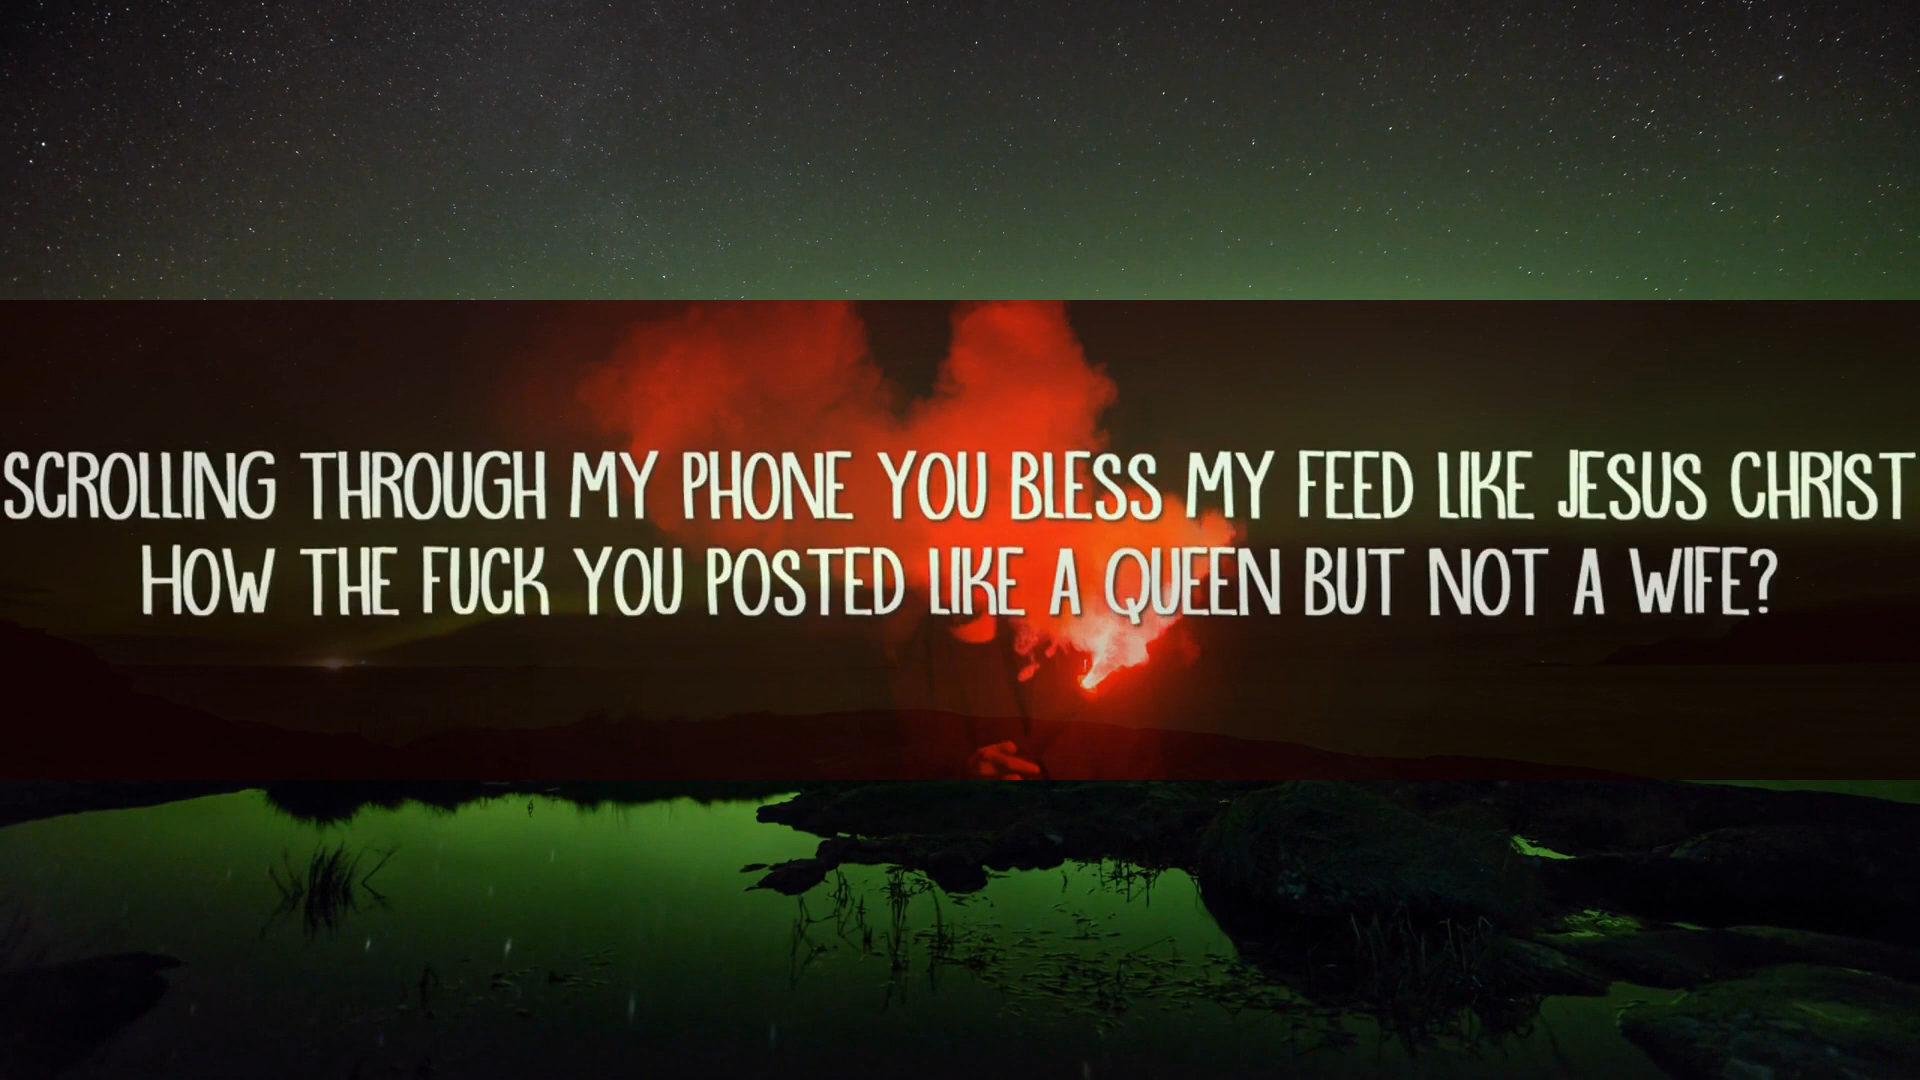 SCROLLING THROUGH MY PHONE YOU BLESS MY FEED LIKE JESUS CHRIST
HOW THE FUCK YOU POSTED LIKE A QUEEN BUT NOT A WIFE?